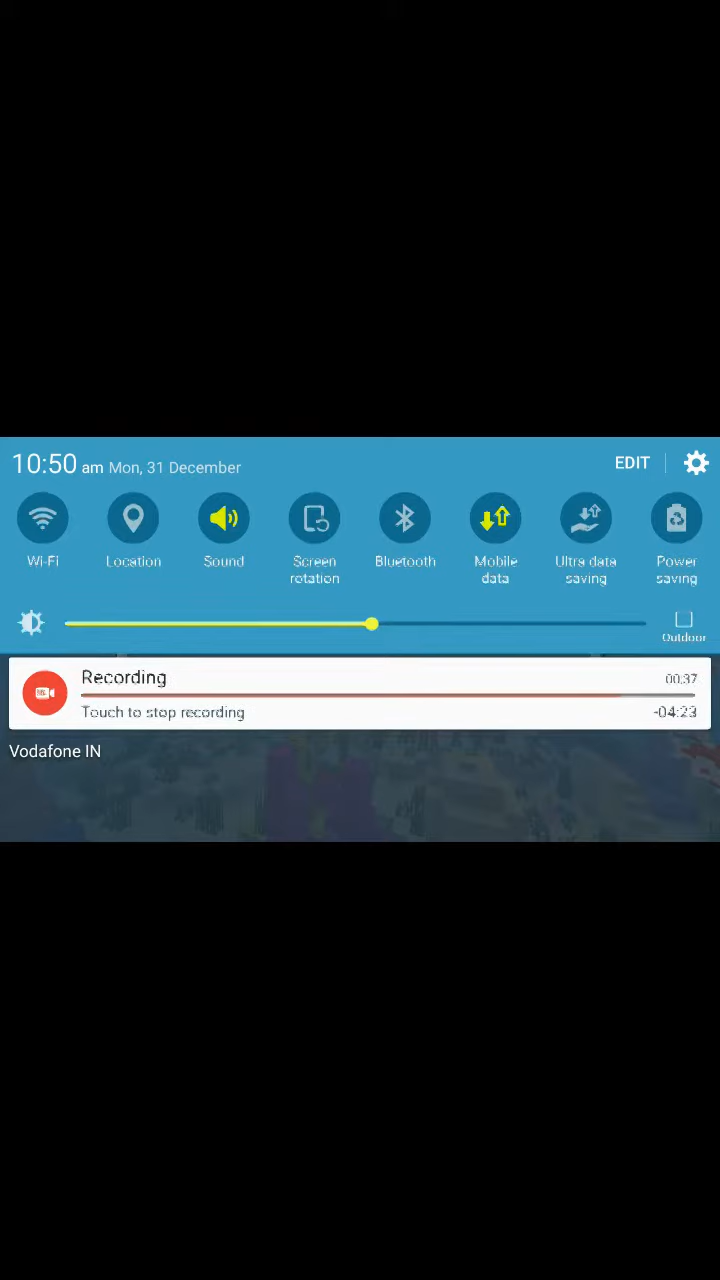 10:50 am Mon, 31 December EDIT
Wi-Fi Location Sound Screen rotation Bluetooth Mobile data Ultra data saving Power saving
Outdoor
Recording 00:37
Touch to stop recording -04:23
Vodafone IN